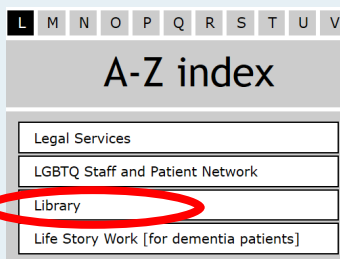 L M N O P Q R S T U V
A-Z index
Legal Services
LGBTQ Staff and Patient Network
Library
Life Story Work [for dementia patients]